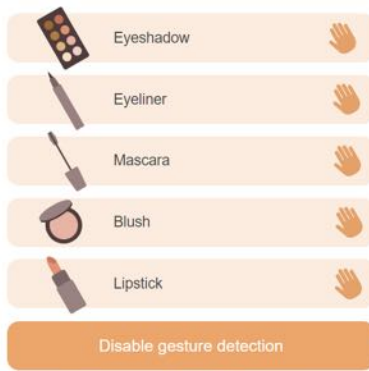 Eyeshadow
Eyeliner
Mascara
Blush
Lipstick
Disable gesture detection